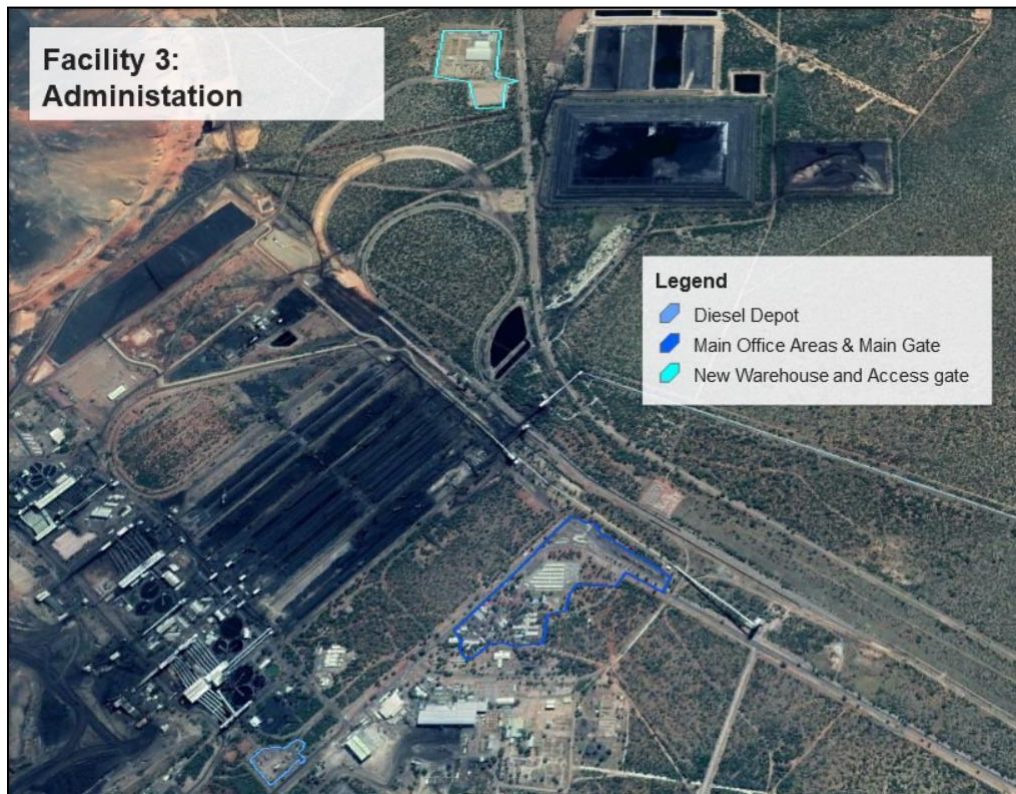 Facility 3:
Administation
Legend
Diesel Depot
Main Office Areas & Main Gate
New Warehouse and Access gate